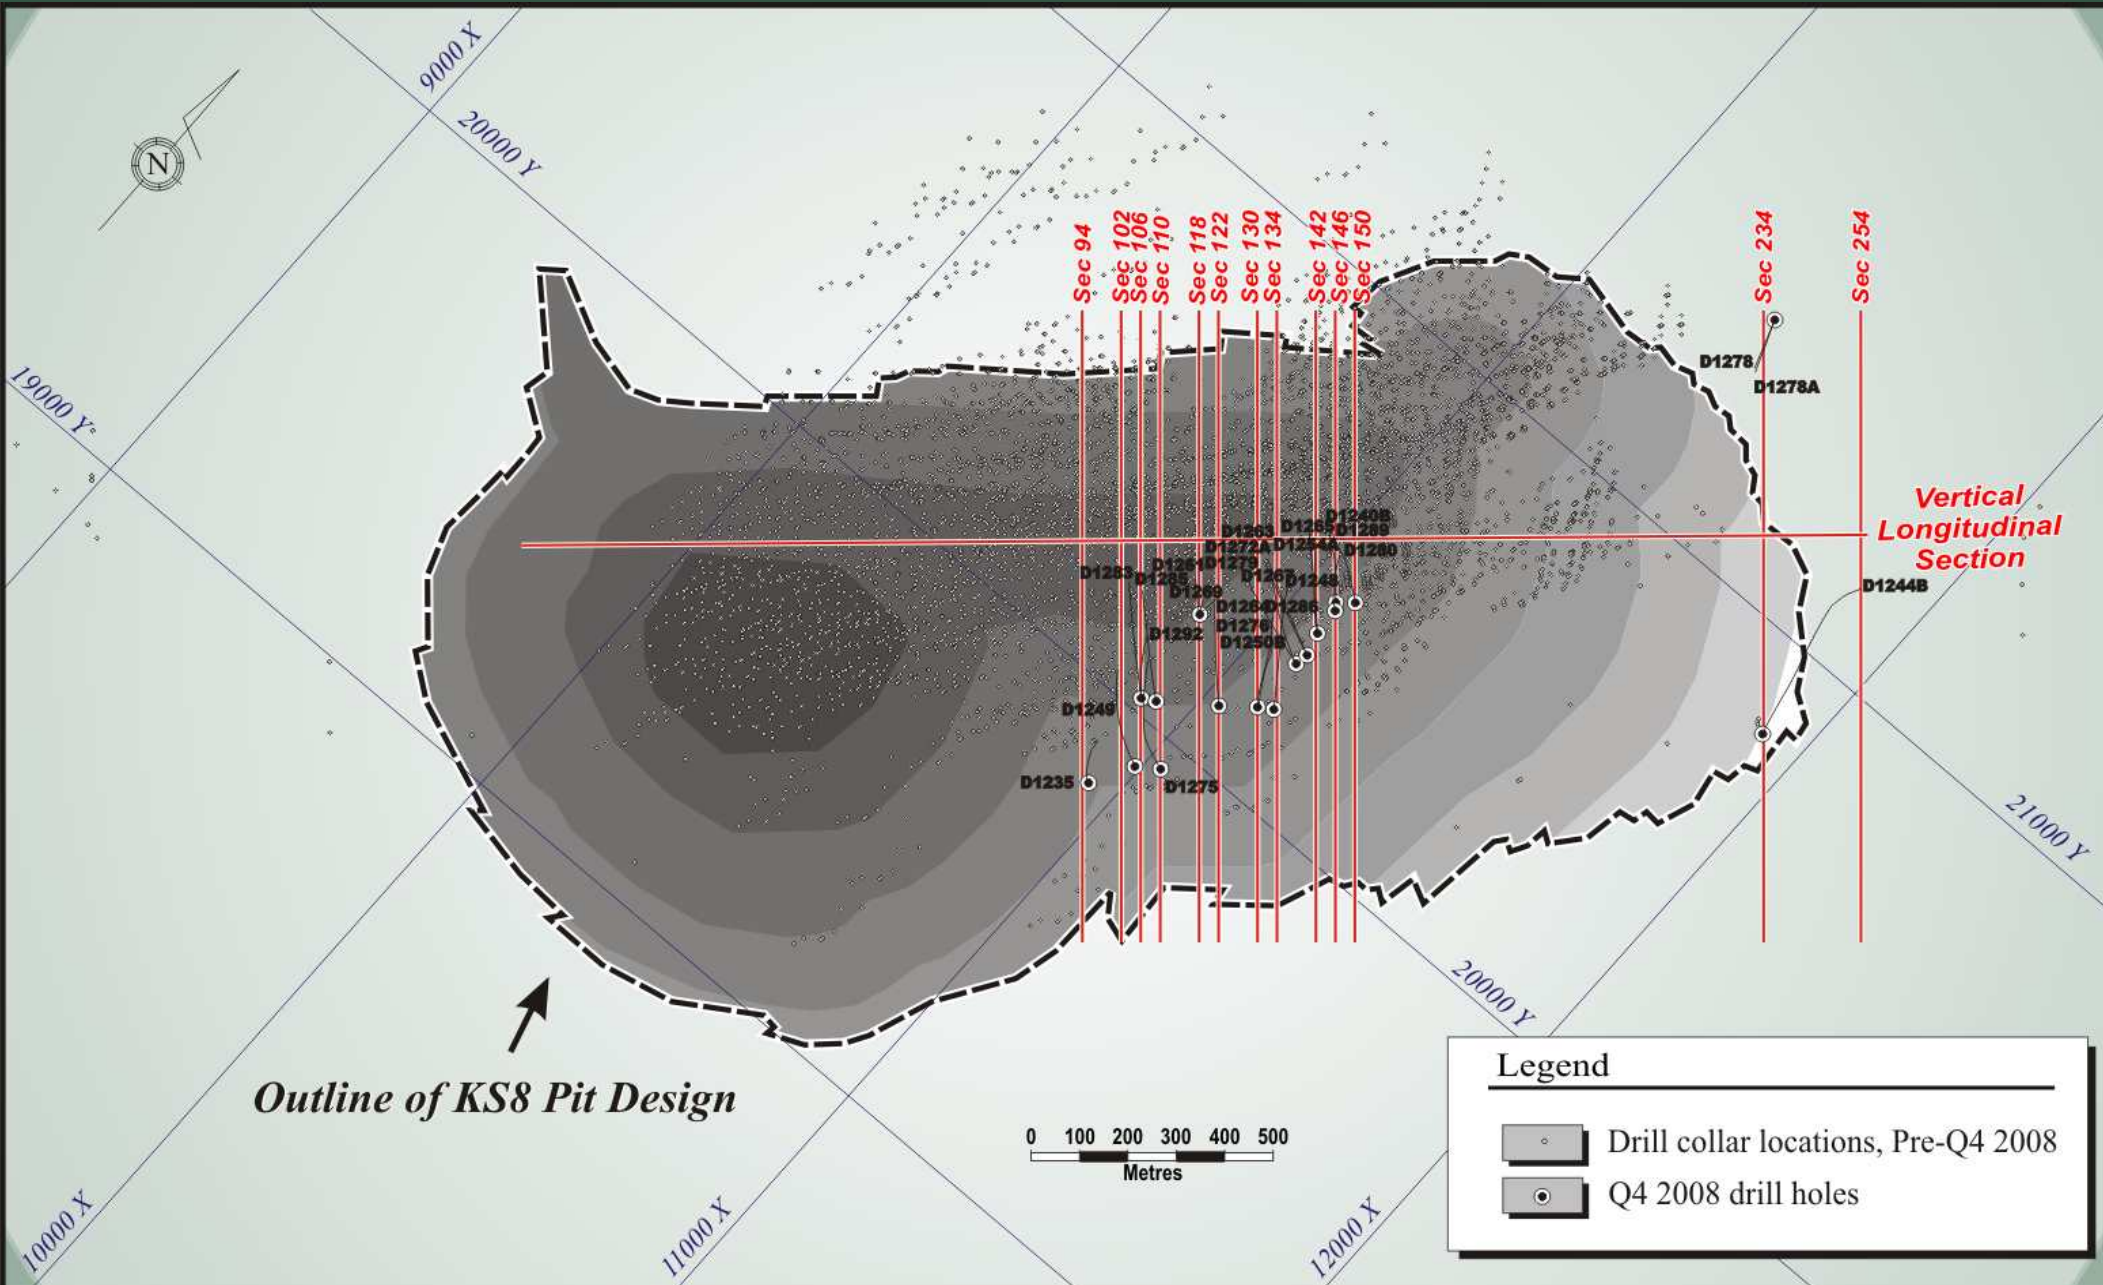 9000 X
20000 Y
N
19000 Y
Sec 94
Sec 102
Sec 106
Sec 110
Sec 118
Sec 122
Sec 130
Sec 134
Sec 142
Sec 146
Sec 150
Sec 234
Sec 254
D1278
D1278A
Vertical
Longitudinal
Section
D1240B
D1263
D1265
D1289
D1272A
D1254A
D1280
D1261
D1279
D1283
D1285
D1267
D1248
D1269
D1264
D1286
D1276
D1292
D1250B
D1244B
D1249
D1235
D1275
21000 Y
20000 Y
Outline of KS8 Pit Design
0 100 200 300 400 500
Metres
10000 X
11000 X
12000 X
Legend
Drill collar locations, Pre-Q4 2008
Q4 2008 drill holes